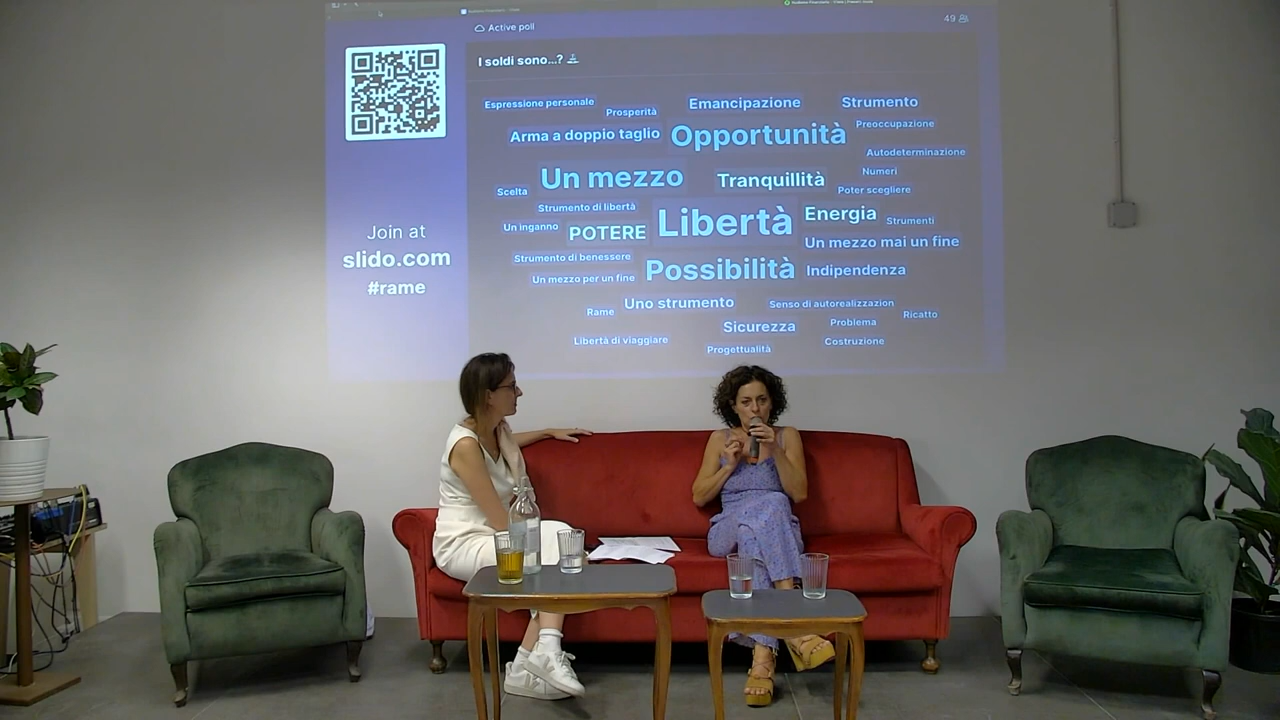 Active poll
49
I soldi sono...?
Espressione personale
Prosperità
Emancipazione
Strumento
Arma a doppio taglio
Opportunità
Preoccupazione
Autodeterminazione
Un mezzo
Tranquillità
Numeri
Scelta
Poter scegliere
Strumento di libertà
Libertà
Energia
Strumenti
Un inganno
POTERE
Un mezzo mai un fine
Strumento di benessere
Possibilità
Indipendenza
Un mezzo per un fine
Rame
Uno strumento
Senso di autorealizzazion
Ricatto
Sicurezza
Problema
Libertà di viaggiare
Progettualità
Costruzione
Join at
slido.com
#rame